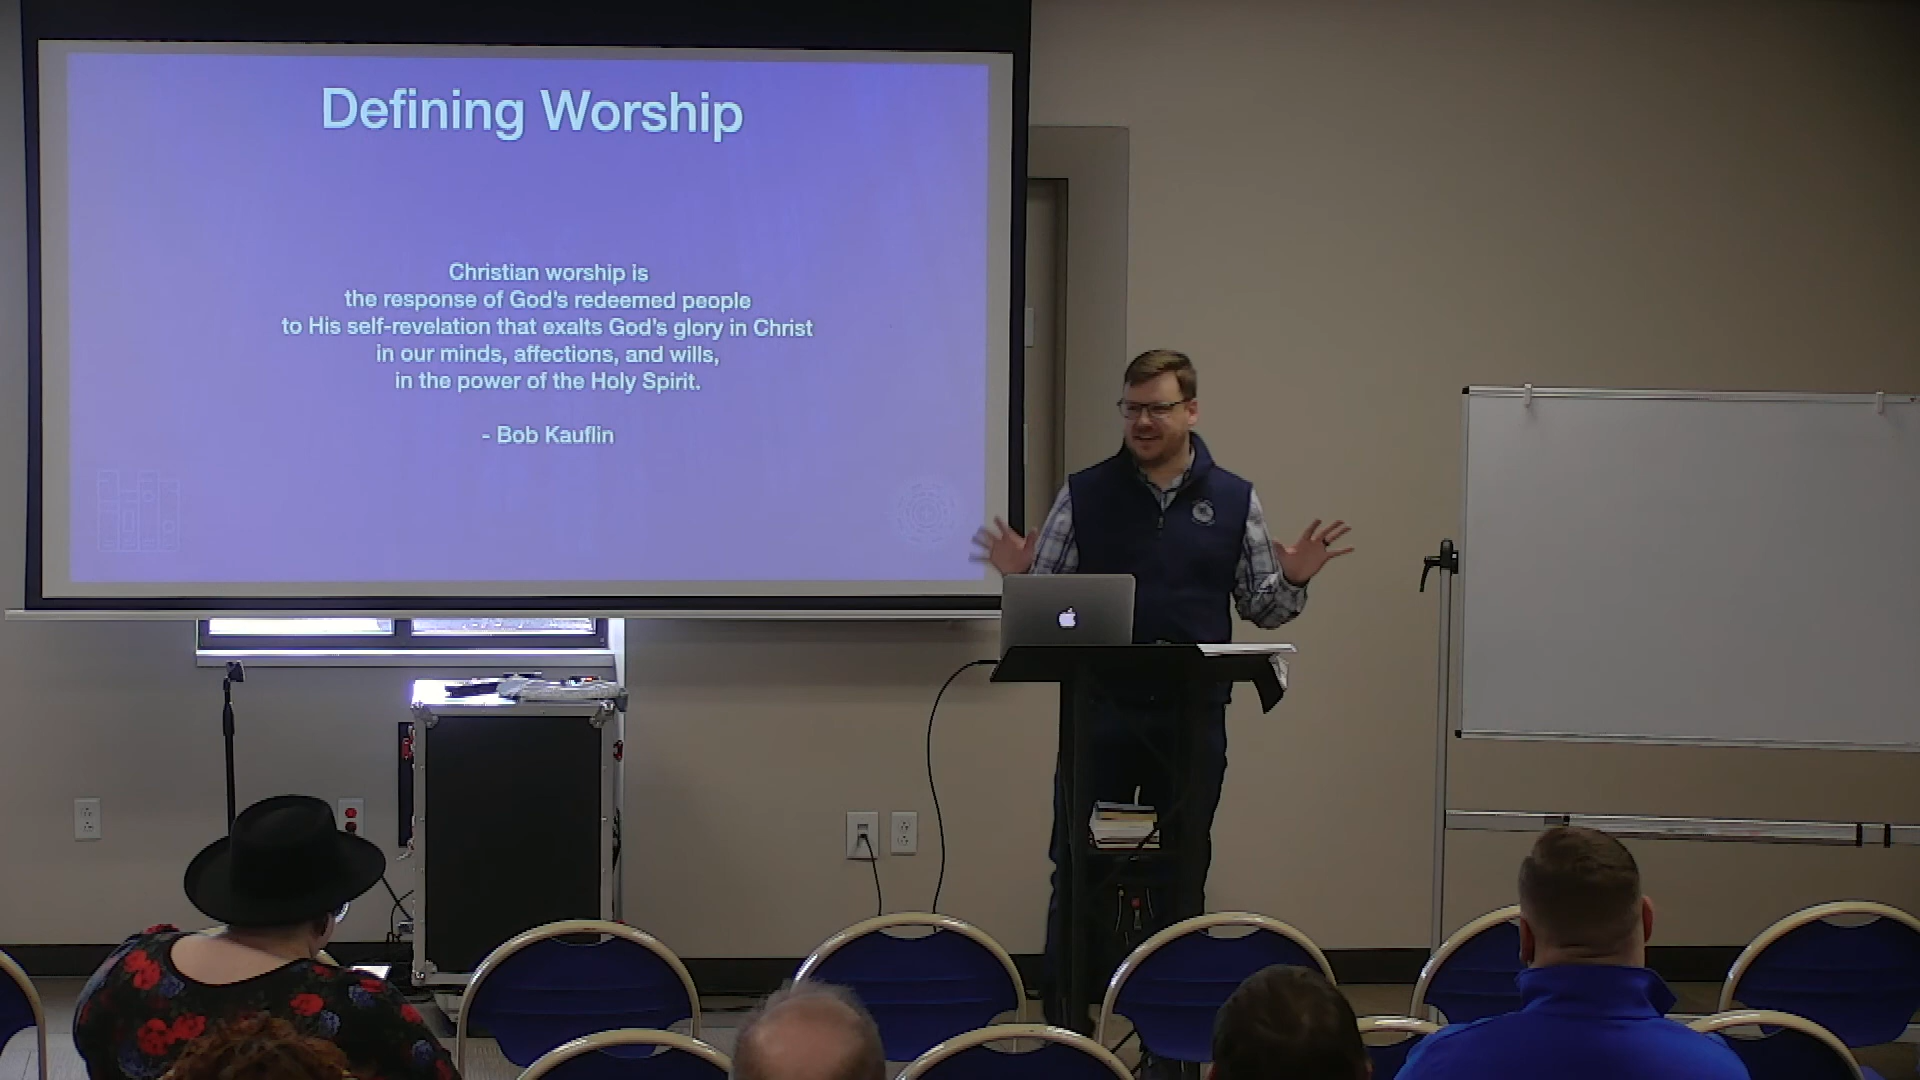 Defining Worship
Christian worship is
the response of God's redeemed people
to His self-revelation that exalts God's glory in Christ
in our minds, affections, and wills,
in the power of the Holy Spirit.
- Bob Kauflin